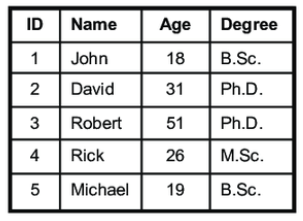 ID Name Age Degree
1 John 18 B.Sc.
2 David 31 Ph.D.
3 Robert 51 Ph.D.
4 Rick 26 M.Sc.
5 Michael 19 B.Sc.